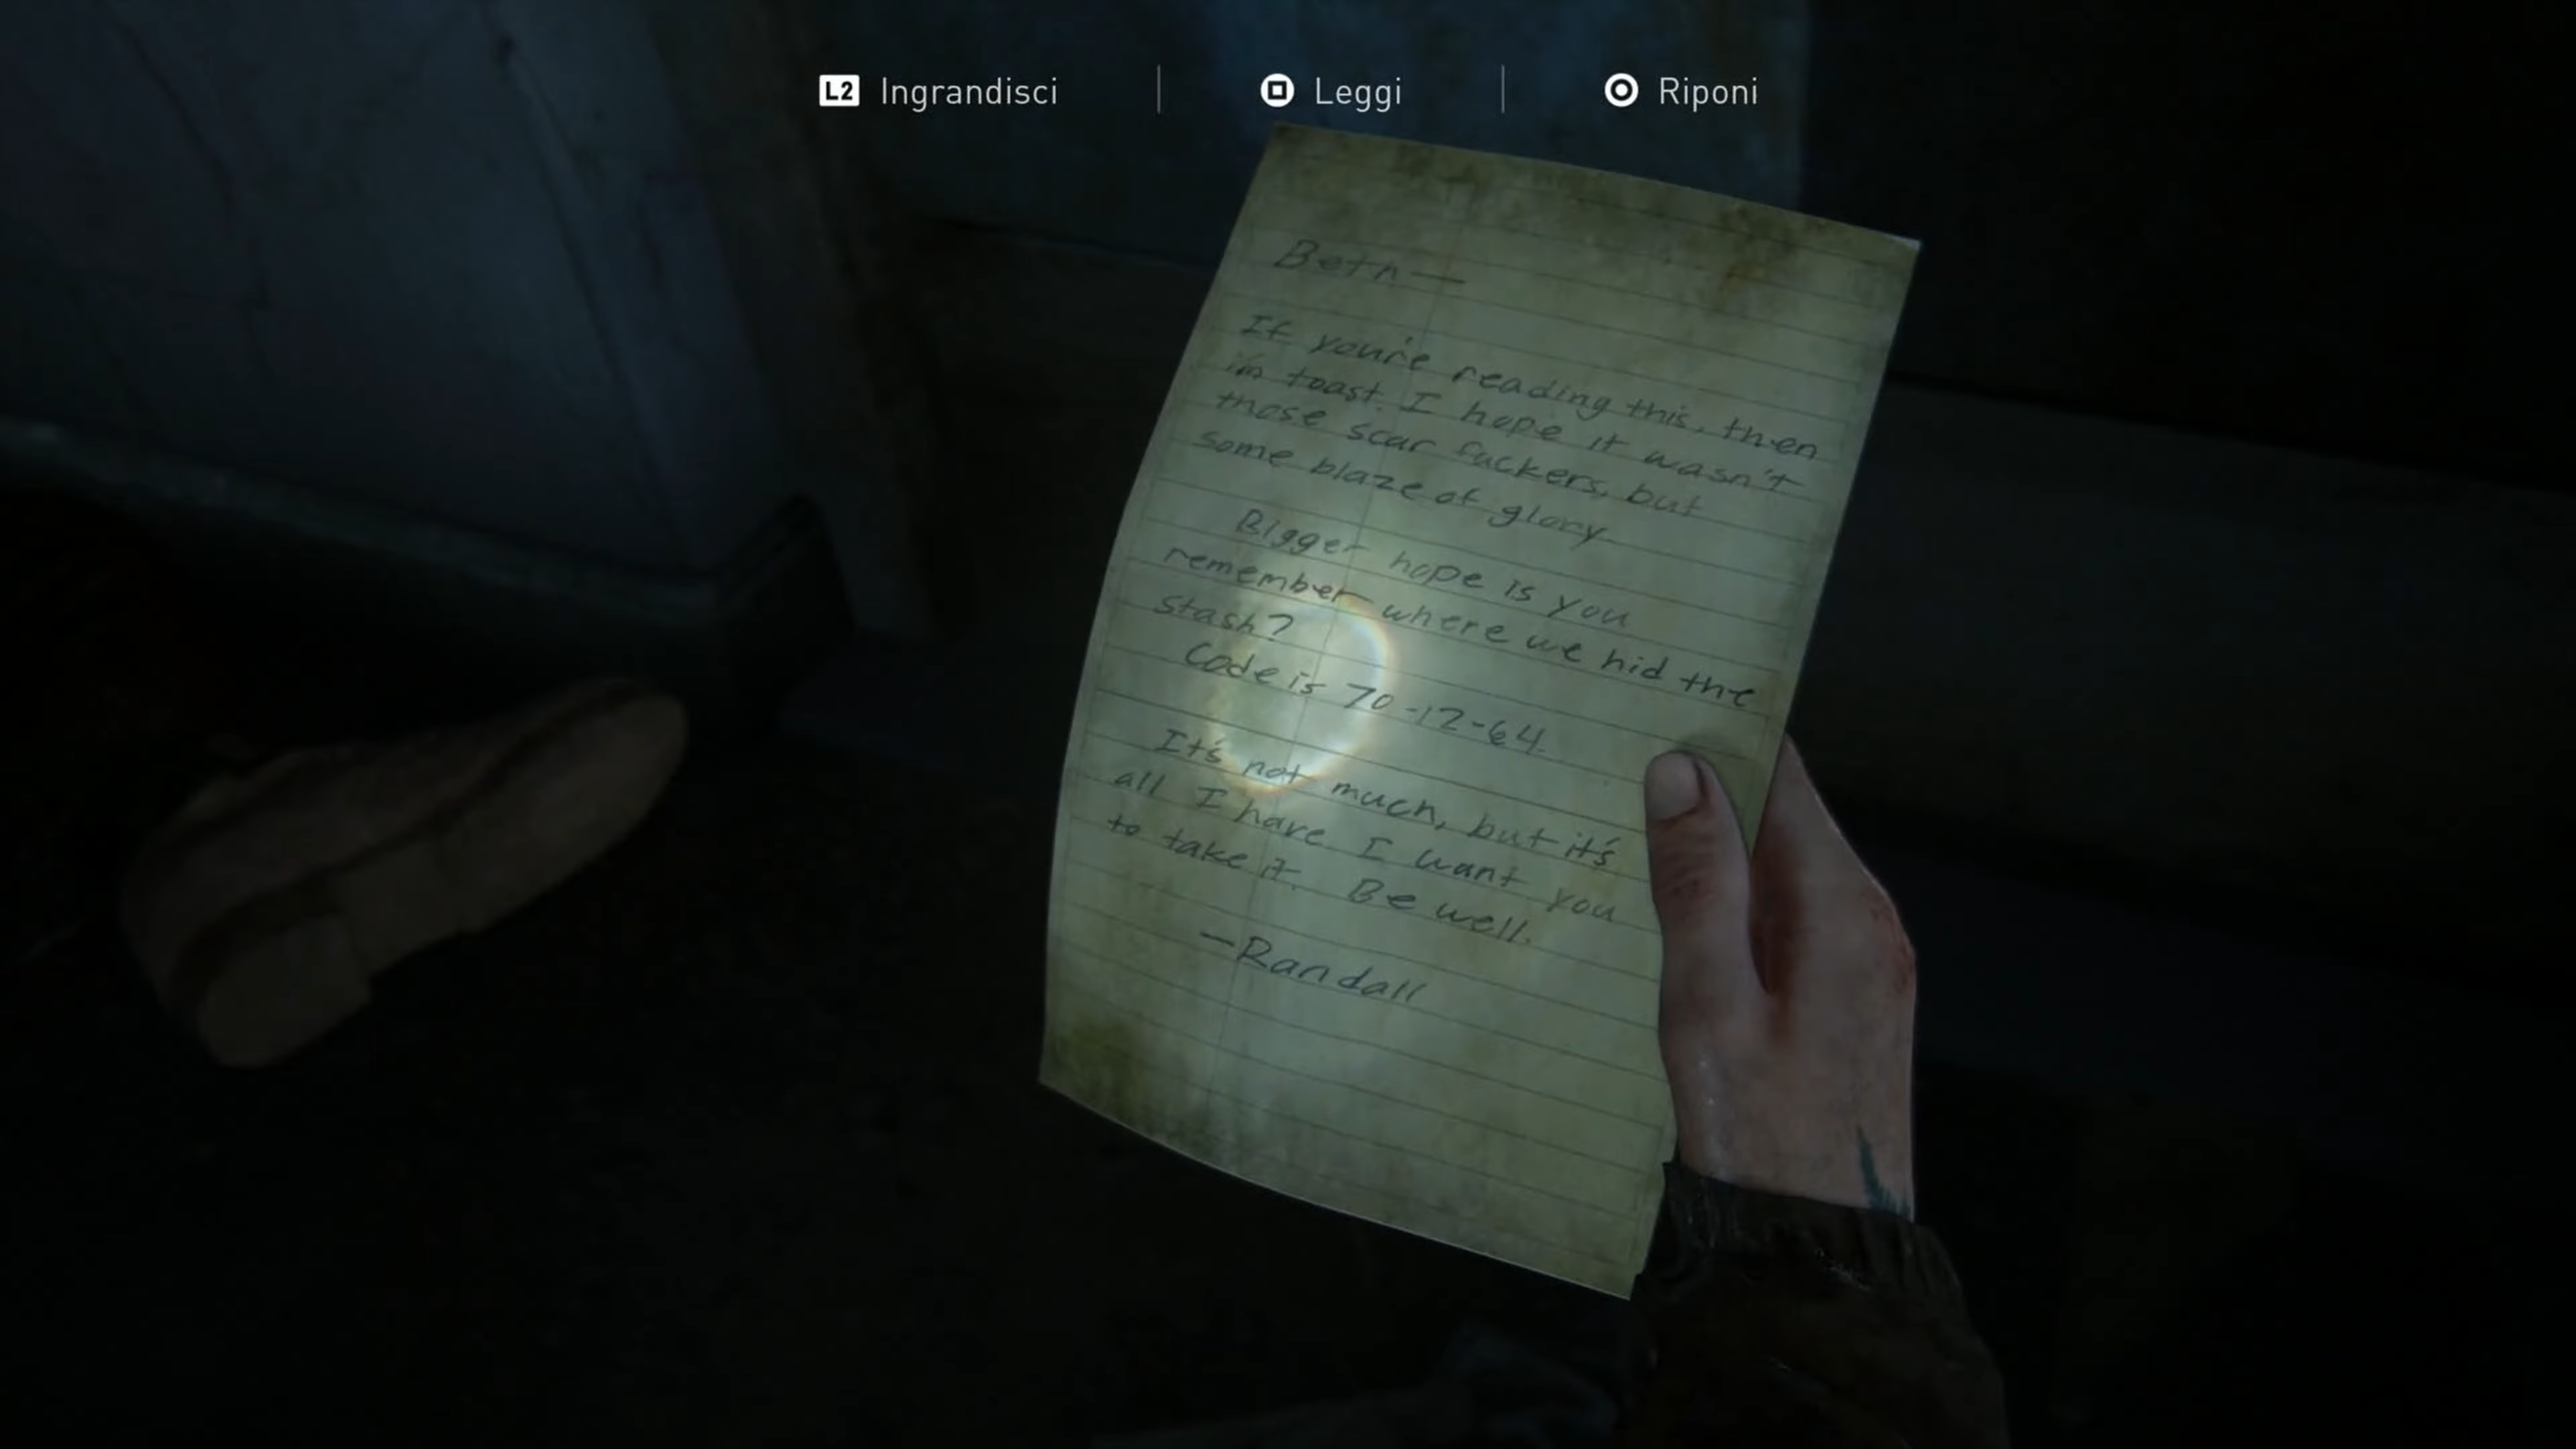 L2 Ingrandisci
Leggi
Riponi
Beth—
If you're reading this, then
i'm toast. I hope it wasn't
those scar fuckers, but
some blaze of glory
Bigger hope is you
remember where we hid the
stash?
Code is 70-12-64.
It's not much, but it's
all I have. I want you
to take it. Be well.
—Randall